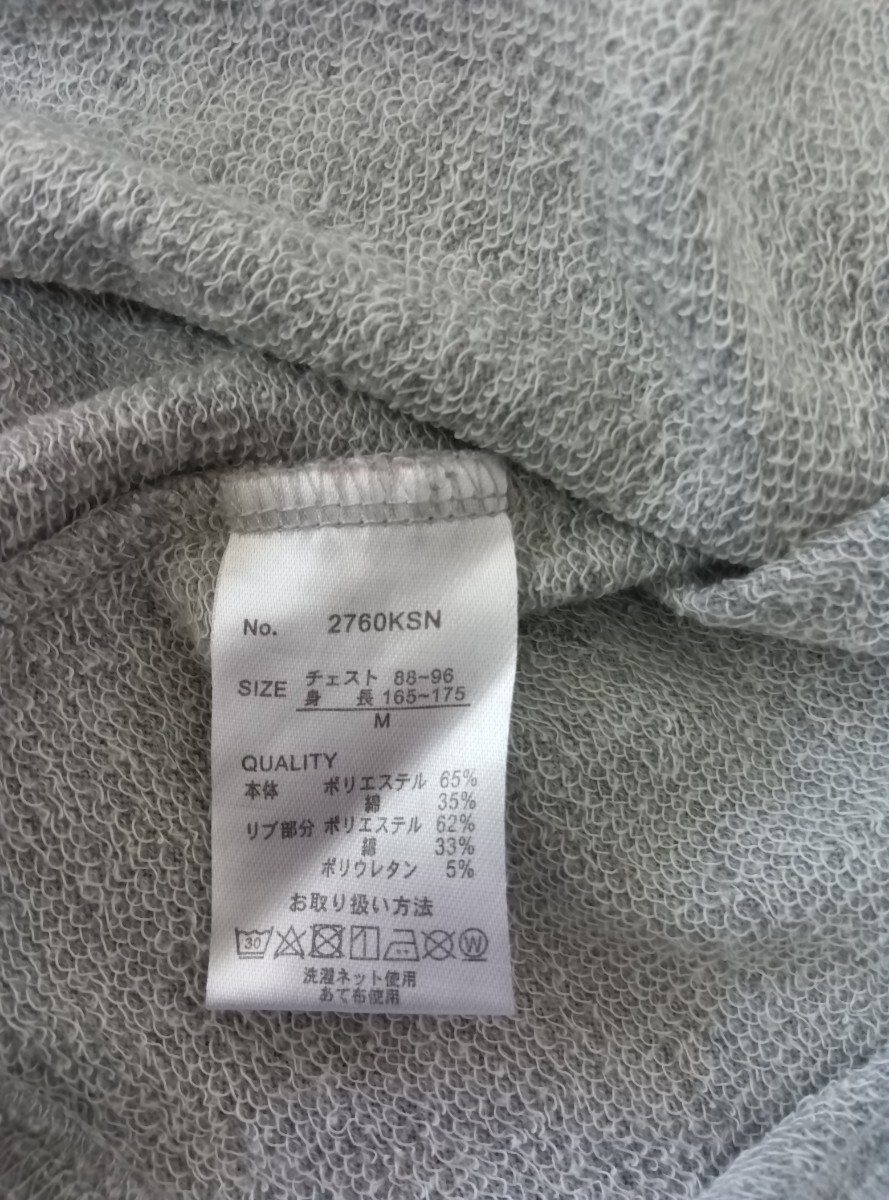 No. 2760KSN
SIZE チェスト 88~96
身 長 165~175
M
QUALITY
本体 ポリエステル 65%
綿 35%
リブ部分 ポリエステル 62%
綿 33%
ポリウレタン 5%
お取り扱い方法
30 W
洗濯ネット使用
あて布使用